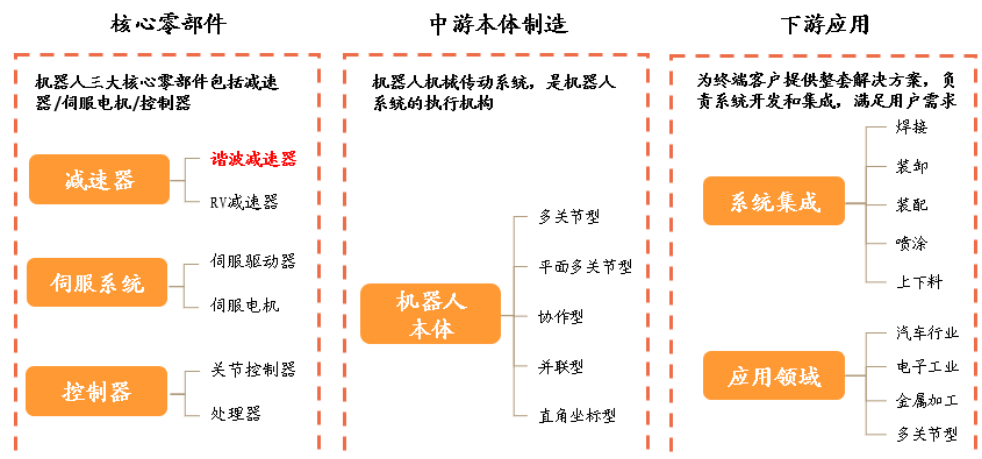 核心零部件
机器人三大核心零部件包括减速
器/伺服电机/控制器
减速器
谐波减速器
RV减速器
伺服系统
伺服驱动器
伺服电机
控制器
关节控制器
处理器
中游本体制造
机器人机械传动系统，是机器人
系统的执行机构
机器人
本体
多关节型
平面多关节型
协作型
并联型
直角坐标型
下游应用
为终端客户提供整套解决方案，负
责系统开发和集成，满足用户需求
系统集成
焊接
装卸
装配
喷涂
上下料
应用领域
汽车行业
电子工业
金属加工
多关节型